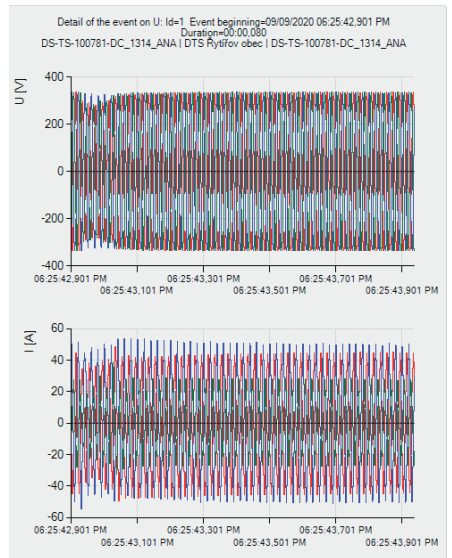 Detail of the event on U: Id=1 Event beginning=09/09/2020 06:25:42,901 PM
Duration=00:00,080
DS-TS-100781-DC_1314_ANA | DTS Rytířov obec | DS-TS-100781-DC_1314_ANA
U [V]
400
200
0
-200
-400
06:25:42,901 PM 06:25:43,301 PM 06:25:43,701 PM
06:25:43,101 PM 06:25:43,501 PM 06:25:43,901 PM
I [A]
60
40
20
0
-20
-40
-60
06:25:42,901 PM 06:25:43,301 PM 06:25:43,701 PM
06:25:43,101 PM 06:25:43,501 PM 06:25:43,901 PM